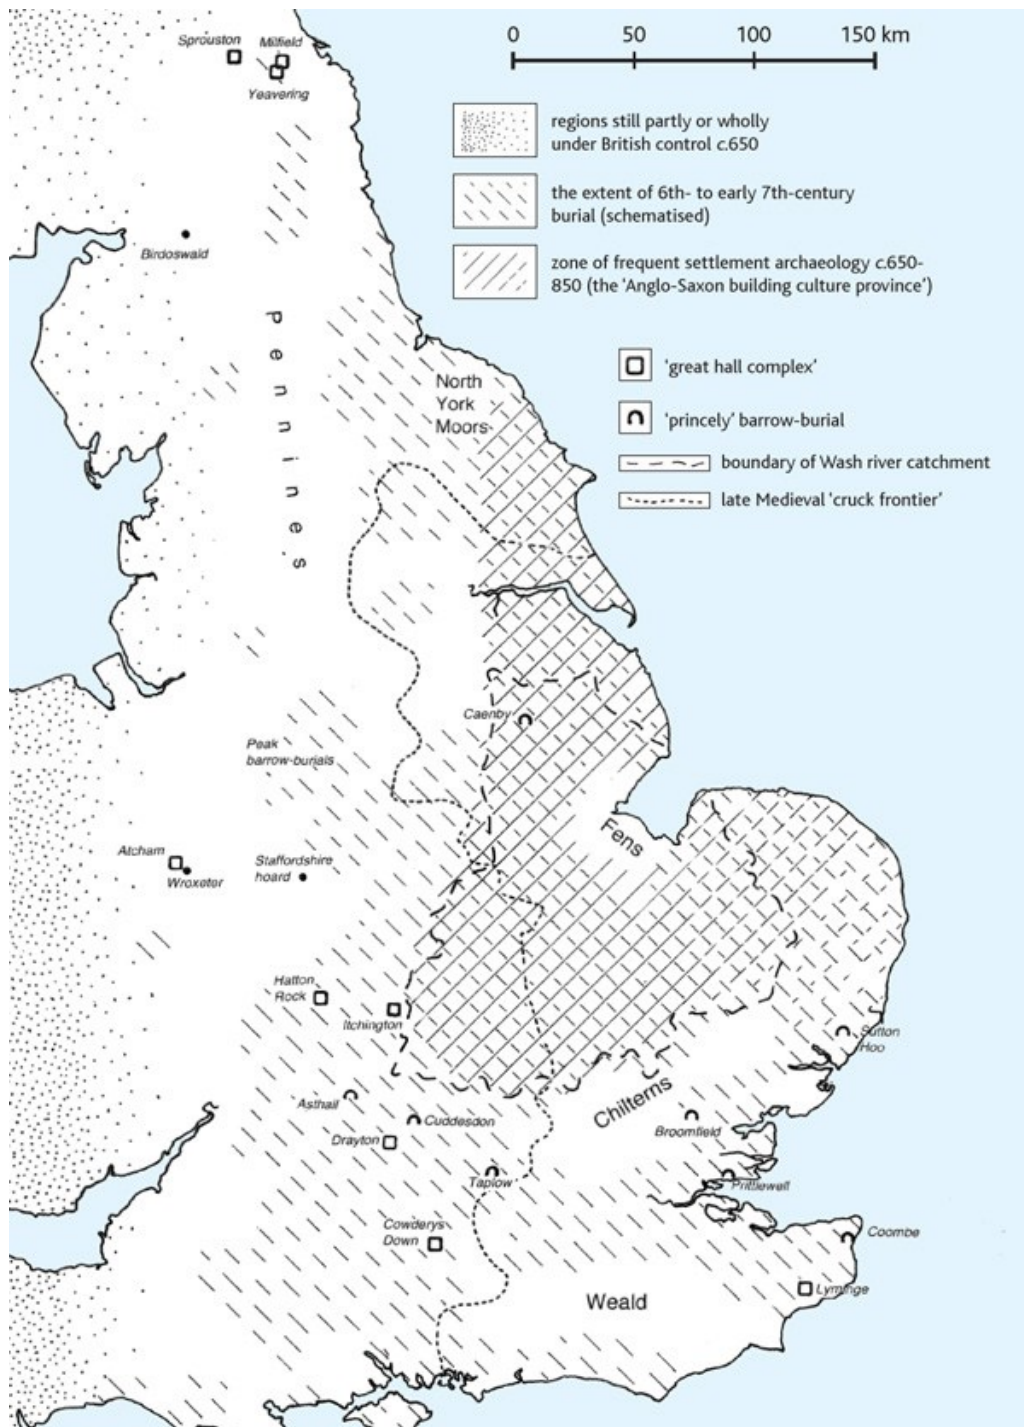 0 50 100 150 km
regions still partly or wholly
under British control c.650
the extent of 6th- to early 7th-century
burial (schematised)
zone of frequent settlement archaeology c.650-
850 (the 'Anglo-Saxon building culture province')
'great hall complex'
'princely' barrow-burial
boundary of Wash river catchment
late Medieval 'cruck frontier'
Sprouston
Milfield
Yeavering
Birdoswald
Pennines
North
York
Moors
Caenby
Peak
barrow-burials
Fens
Atcham
Wroxeter
Staffordshire
hoard
Hatton
Rock
Itchington
Sutton
Hoo
Asthall
Cuddesdon
Chilterns
Broomfield
Drayton
Taplow
Prittlewell
Cowderys
Down
Coombe
Lyminge
Weald